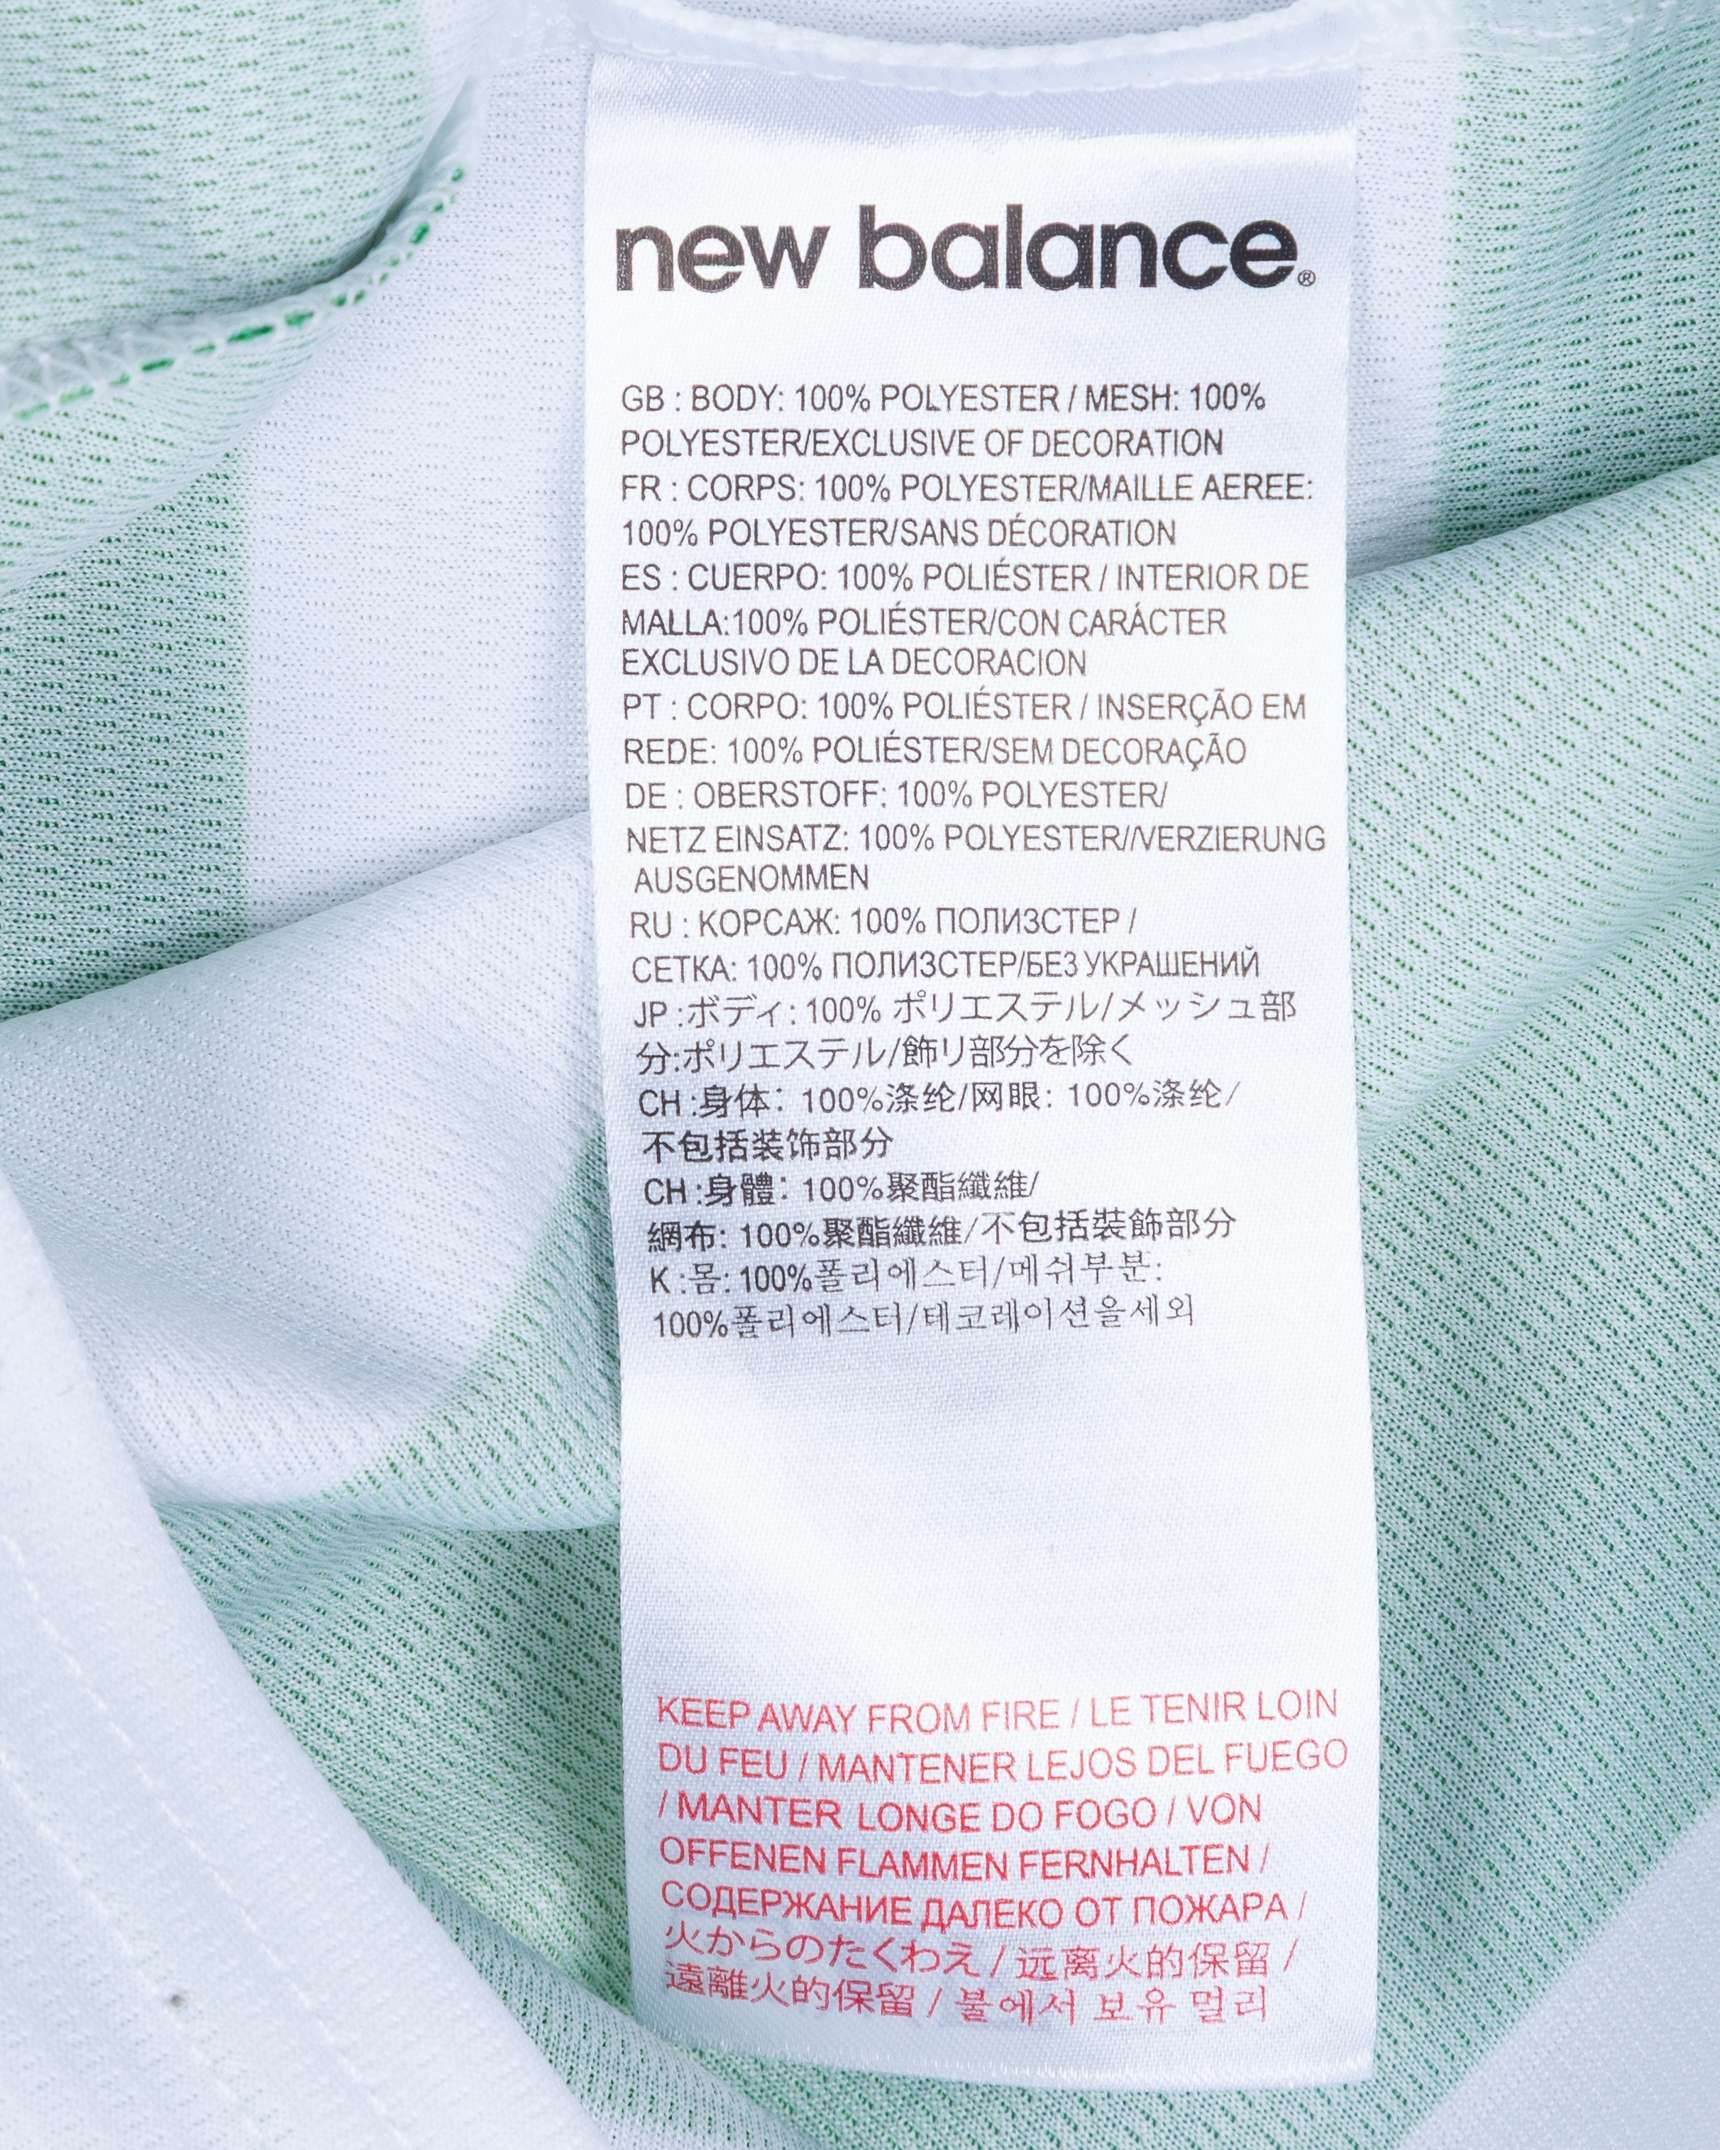 new balance®
GB : BODY: 100% POLYESTER / MESH: 100%
POLYESTER/EXCLUSIVE OF DECORATION
FR : CORPS: 100% POLYESTER/MAILLE AEREE:
100% POLYESTER/SANS DÉCORATION
ES : CUERPO: 100% POLIÉSTER / INTERIOR DE
MALLA:100% POLIÉSTER/CON CARÁCTER
EXCLUSIVO DE LA DECORACION
PT : CORPO: 100% POLIÉSTER / INSERÇÃO EM
REDE: 100% POLIÉSTER/SEM DECORAÇÃO
DE : OBERSTOFF: 100% POLYESTER/
NETZ EINSATZ: 100% POLYESTER//VERZIERUNG
AUSGENOMMEN
RU : КОРСАЖ: 100% ПОЛИЗСТЕР /
СЕТКА: 100% ПОЛИЗСТЕР/БЕЗ УКРАШЕНИЙ
JP :ボディ: 100% ポリエステル/メッシュ部
分:ポリエステル/飾り部分を除く
CH :身体: 100%涤纶/网眼: 100%涤纶/
不包括装饰部分
CH :身體: 100%聚酯纖維/
網布: 100%聚酯纖維/不包括裝飾部分
K :몸: 100%폴리에스터/메쉬부분:
100%폴리에스터/테코레이션을세외
KEEP AWAY FROM FIRE / LE TENIR LOIN
DU FEU / MANTENER LEJOS DEL FUEGO
/ MANTER LONGE DO FOGO / VON
OFFENEN FLAMMEN FERNHALTEN /
СОДЕРЖАНИЕ ДАЛЕКО ОТ ПОЖАРА /
火からのたくわえ / 远离火的保留 /
遠離火的保留 / 불에서 보유 멀리